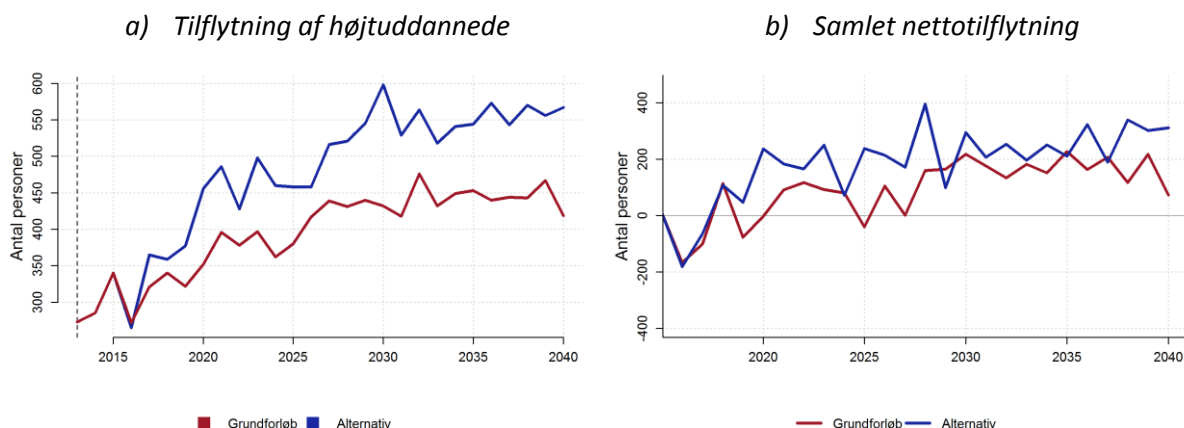 a) Tilflytning af højtuddannede
Antal personer
600
550
500
450
400
350
300
2015 2020 2025 2030 2035 2040
Grundforløb Alternativ
b) Samlet nettotilflytning
Antal personer
400
200
0
-200
-400
2020 2025 2030 2035 2040
Grundforløb Alternativ